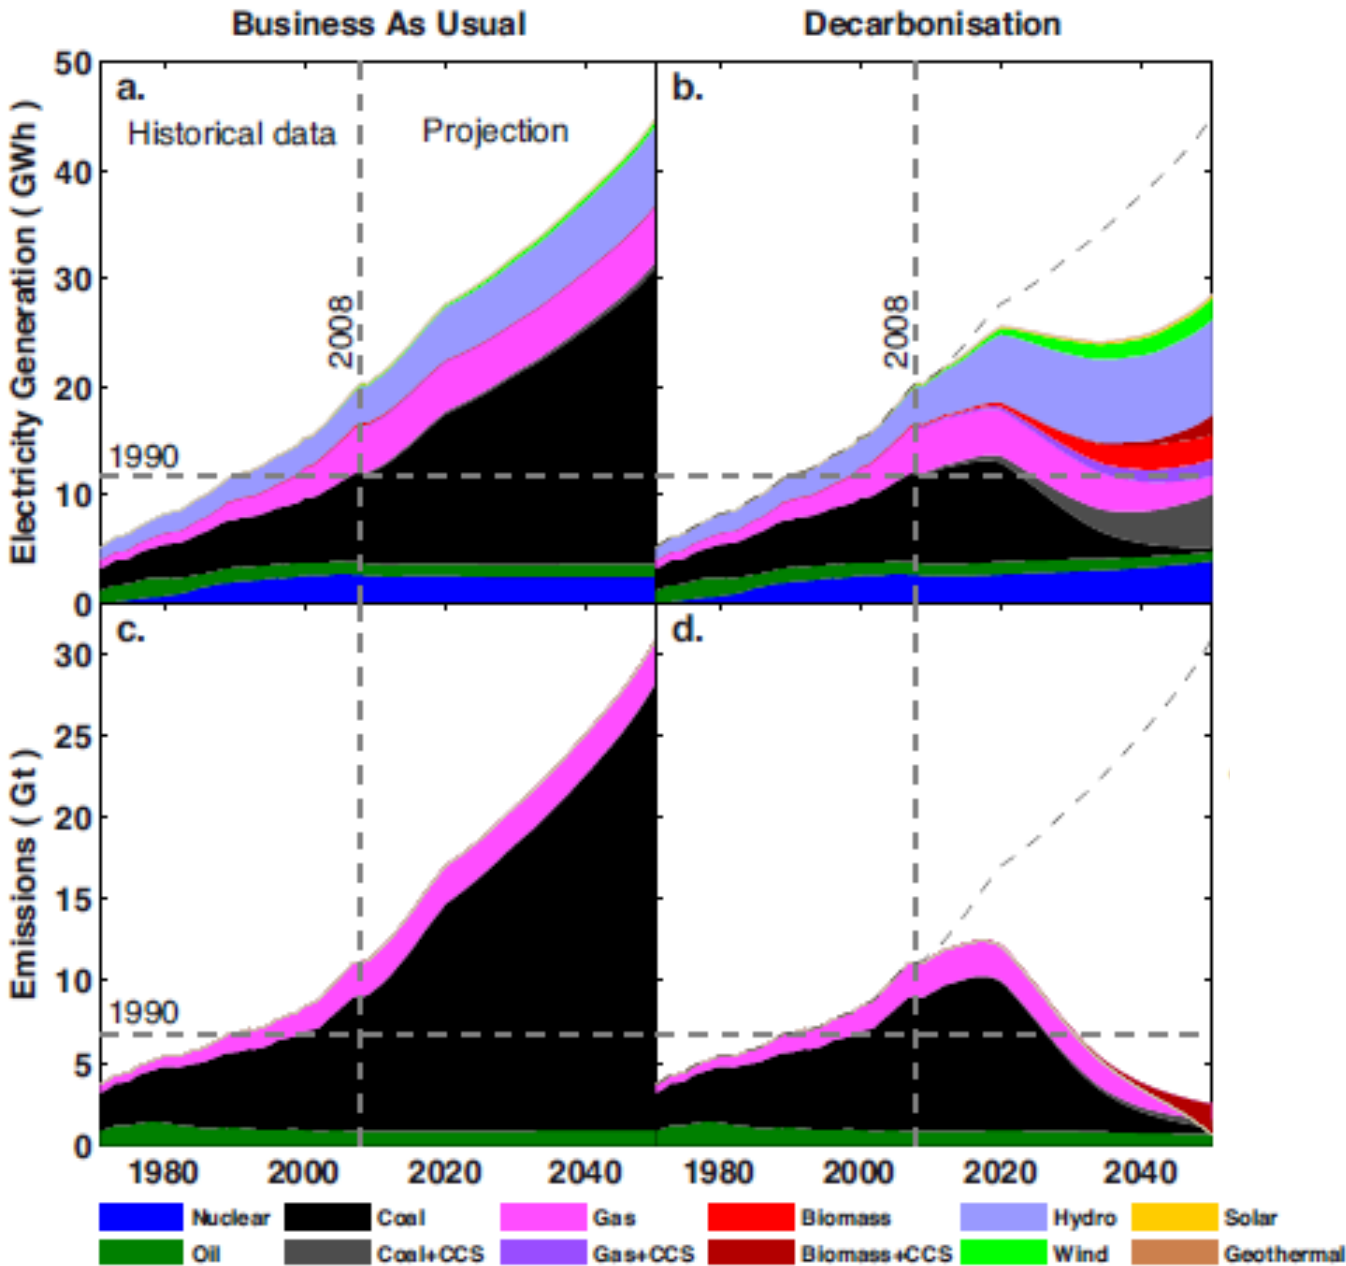 Business As Usual
Decarbonisation
Electricity Generation ( GWh )
50
40
30
20
10
0
a.
Historical data
Projection
2008
1990
b.
2008
Emissions ( Gt )
30
25
20
15
10
5
0
c.
1990
d.
1980 2000 2020 2040
1980 2000 2020 2040
Nuclear Coal Gas Biomass Hydro Solar
Oil Coal+CCS Gas+CCS Biomass+CCS Wind Geothermal